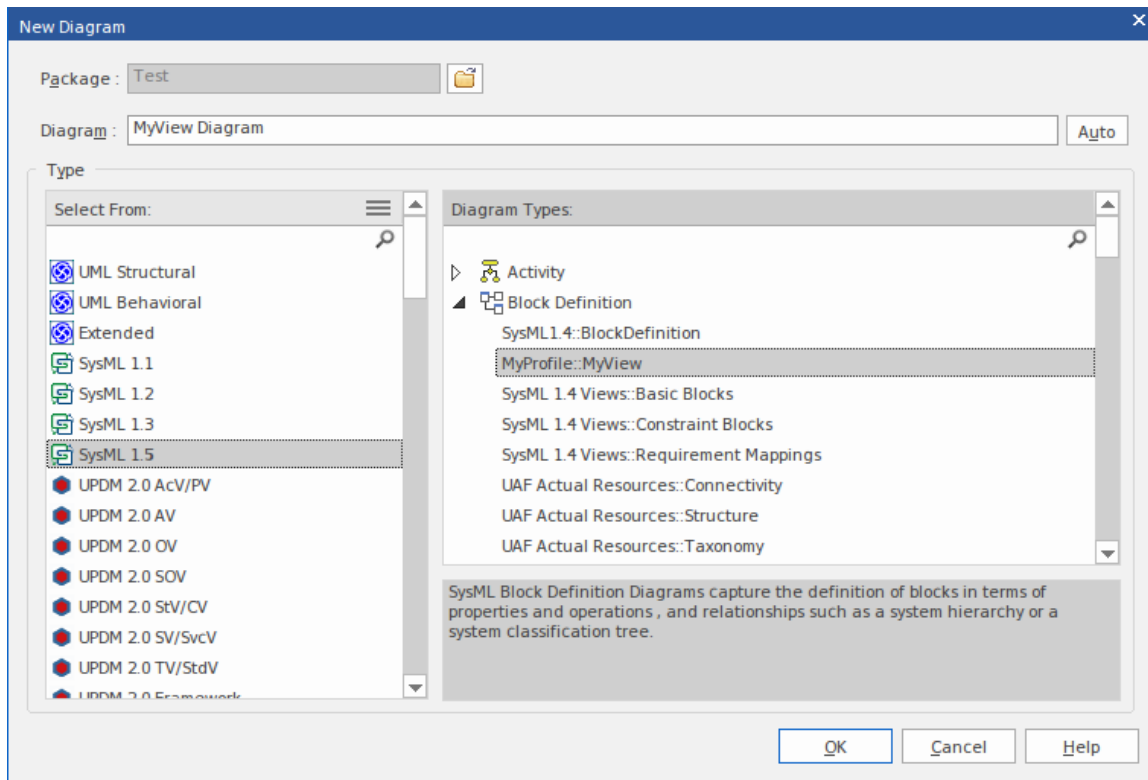 New Diagram
Package :
Test
Diagram :
MyView Diagram
Auto
Type
Select From:
UML Structural
UML Behavioral
Extended
SysML 1.1
SysML 1.2
SysML 1.3
SysML 1.5
UPDM 2.0 AcV/PV
UPDM 2.0 AV
UPDM 2.0 OV
UPDM 2.0 SOV
UPDM 2.0 StV/CV
UPDM 2.0 SV/SvcV
UPDM 2.0 TV/StdV
UPDM 2.0 Framework
Diagram Types:
Activity
Block Definition
SysML1.4::BlockDefinition
MyProfile::MyView
SysML 1.4 Views::Basic Blocks
SysML 1.4 Views::Constraint Blocks
SysML 1.4 Views::Requirement Mappings
UAF Actual Resources::Connectivity
UAF Actual Resources::Structure
UAF Actual Resources::Taxonomy
SysML Block Definition Diagrams capture the definition of blocks in terms of
properties and operations , and relationships such as a system hierarchy or a
system classification tree.
OK
Cancel
Help